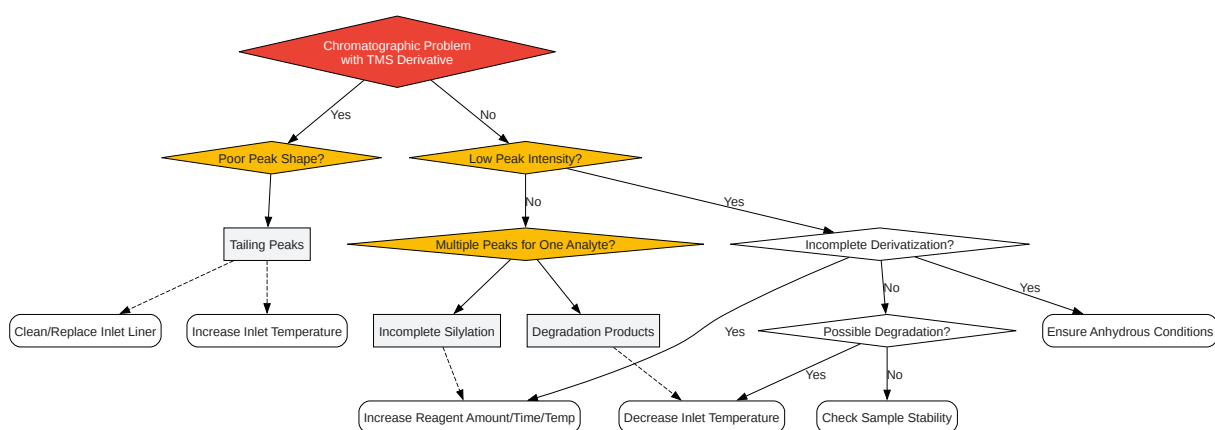 Chromatographic Problem
with TMS Derivative
Yes
No
Poor Peak Shape?
Low Peak Intensity?
No
Yes
Tailing Peaks
Multiple Peaks for One Analyte?
Incomplete Derivatization?
No
Yes
Clean/Replace Inlet Liner
Increase Inlet Temperature
Incomplete Silylation
Degradation Products
Yes
Possible Degradation?
Ensure Anhydrous Conditions
Yes
No
Increase Reagent Amount/Time/Temp
Decrease Inlet Temperature
Check Sample Stability